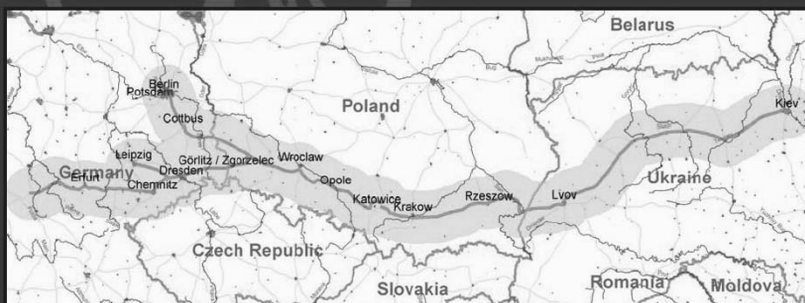 Belarus
Berlin
Potsdam
Poland
Kiev
Cottbus
Leipzig
Görlitz / Zgorzelec
Wroclaw
Germany
Erfurt
Dresden
Chemnitz
Opole
Katowice
Krakow
Rzeszow
Lvov
Ukraine
Czech Republic
Slovakia
Romania
Moldova